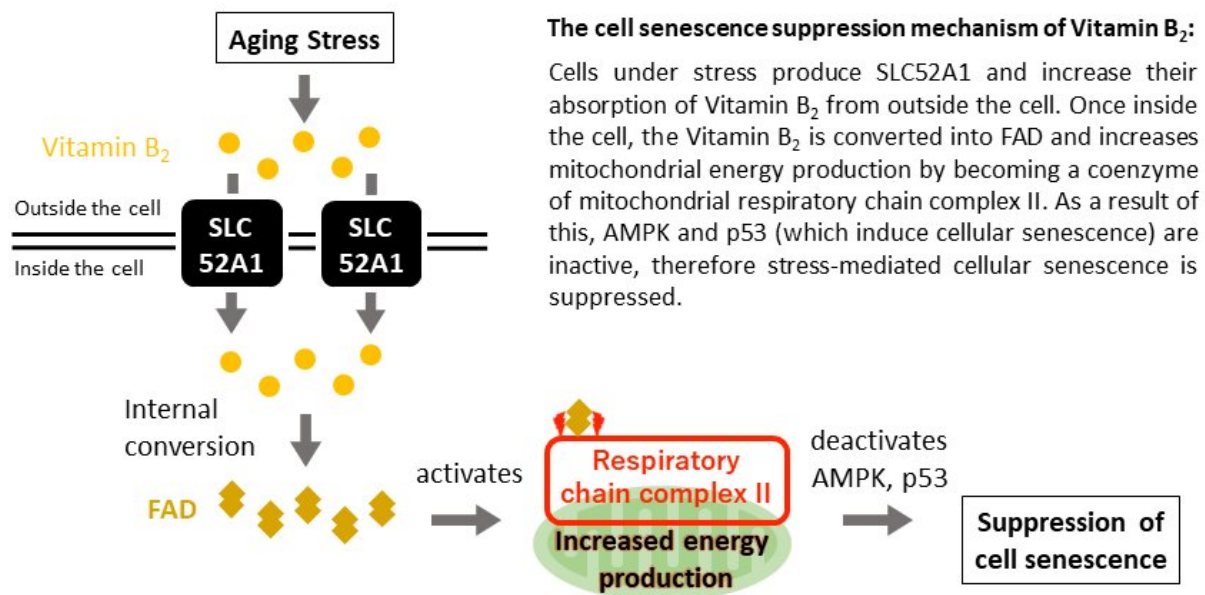 Aging Stress
The cell senescence suppression mechanism of Vitamin B₂:
Cells under stress produce SLC52A1 and increase their
absorption of Vitamin B₂ from outside the cell. Once inside
the cell, the Vitamin B₂ is converted into FAD and increases
mitochondrial energy production by becoming a coenzyme
of mitochondrial respiratory chain complex II. As a result of
this, AMPK and p53 (which induce cellular senescence) are
inactive, therefore stress-mediated cellular senescence is
suppressed.
Vitamin B₂
Outside the cell
Inside the cell
SLC
52A1
SLC
52A1
Internal
conversion
FAD
activates
Respiratory
chain complex II
Increased energy
production
deactivates
AMPK, p53
Suppression of
cell senescence